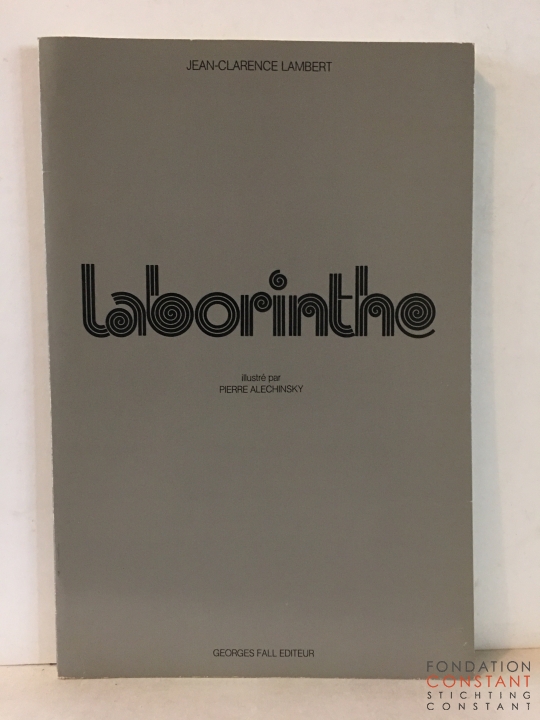 JEAN-CLARENCE LAMBERT
laborinthe
illustré par
PIERRE ALECHINSKY
GEORGES FALL EDITEUR
FONDATION
CONSTANT
STICHTING
CONSTANT